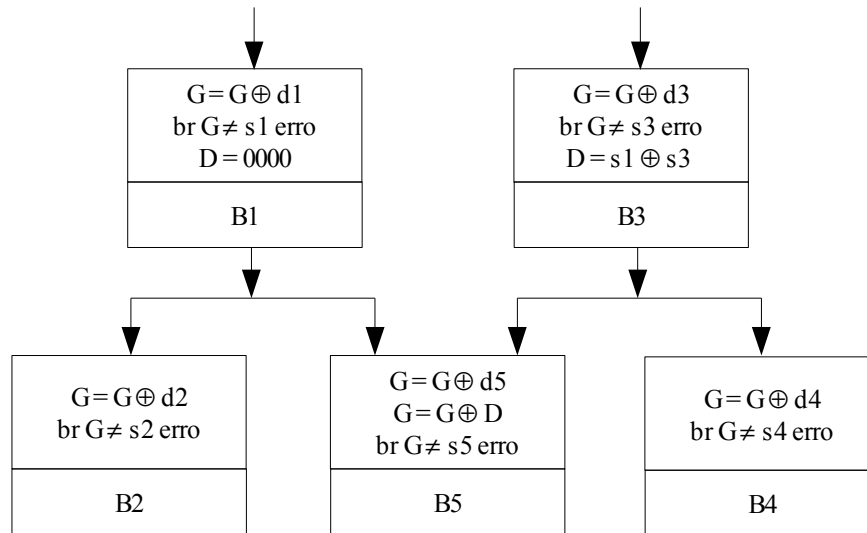 G=G⊕ d1
br G≠ s1 erro
D=0000
B1
G=G⊕ d3
br G≠ s3 erro
D=s1 ⊕ s3
B3
G=G⊕ d2
br G≠ s2 erro
B2
G=G⊕ d5
G=G⊕ D
br G≠ s5 erro
B5
G=G⊕ d4
br G≠ s4 erro
B4